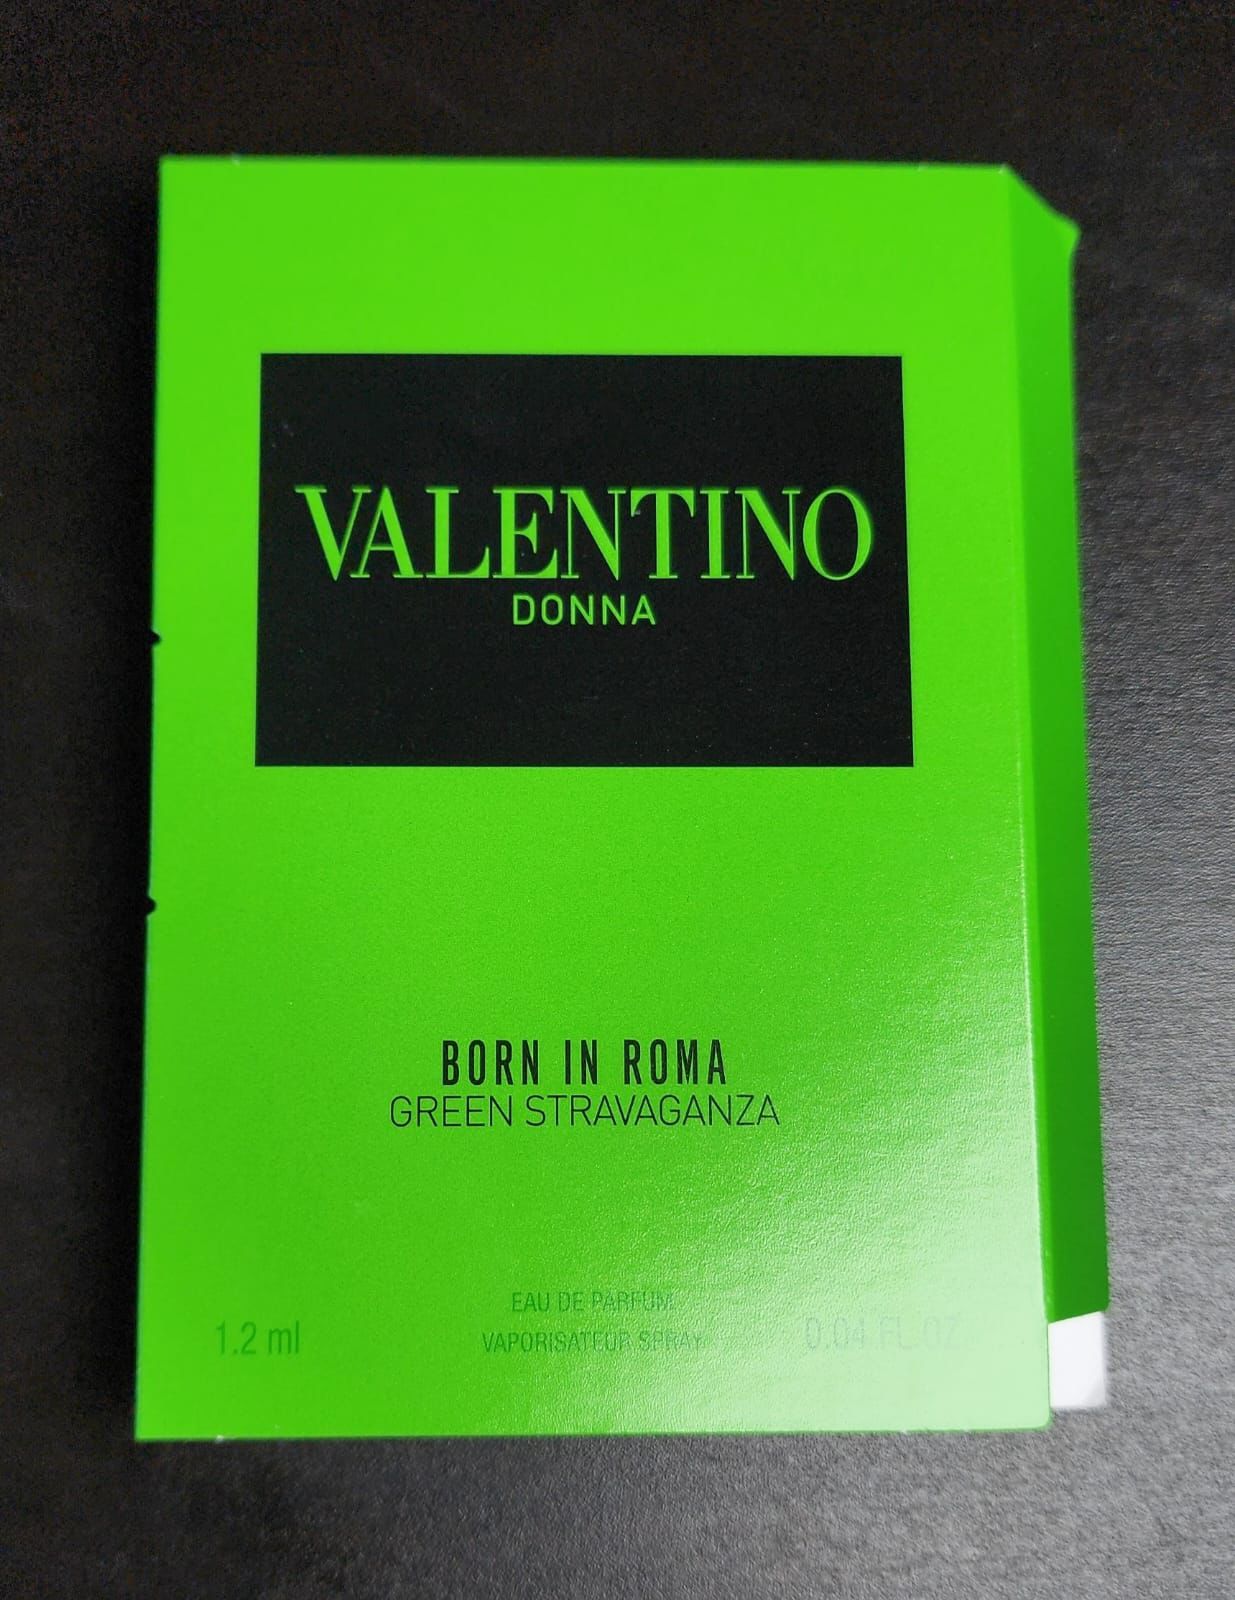 VALENTINO
DONNA
BORN IN ROMA
GREEN STRAVAGANZA
EAU DE PARFUM
1.2 ml VAPORISATEUR SPRAY 0.04 FL.OZ